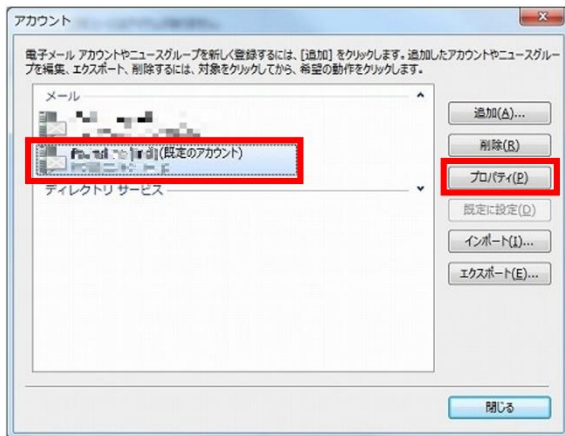 アカウント
電子メール アカウントやニュースグループを新しく登録するには、[追加] をクリックします。追加したアカウントやニュースグルー
プを編集、エクスポート、削除するには、対象をクリックしてから、希望の動作をクリックします。
メール
(既定のアカウント)
ディレクトリ サービス
追加(A)...
削除(R)
プロパティ(P)
既定に設定(D)
インポート(I)...
エクスポート(E)...
閉じる